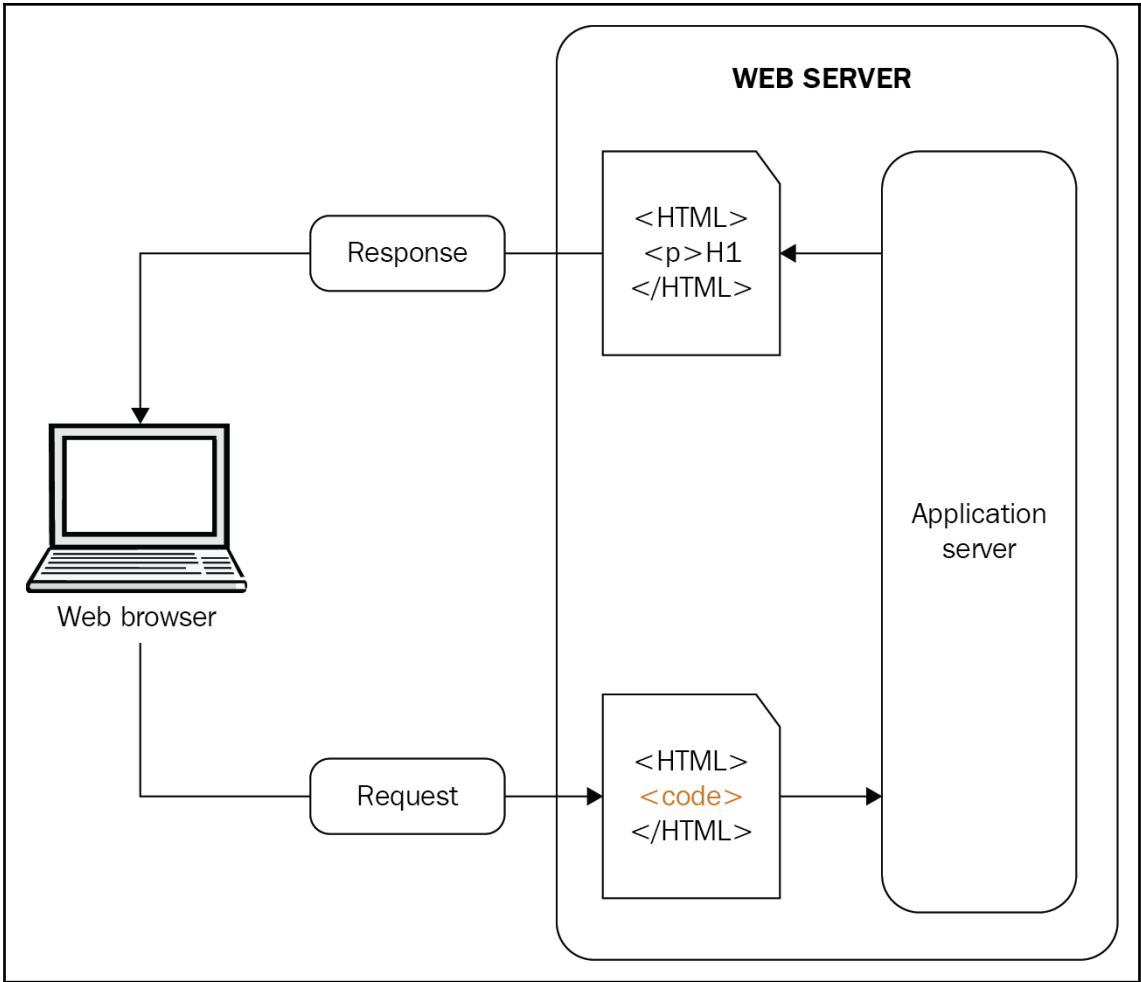 WEB SERVER
<HTML>
<p>H1
</HTML>
Response
Application
server
Web browser
<HTML>
<code>
</HTML>
Request